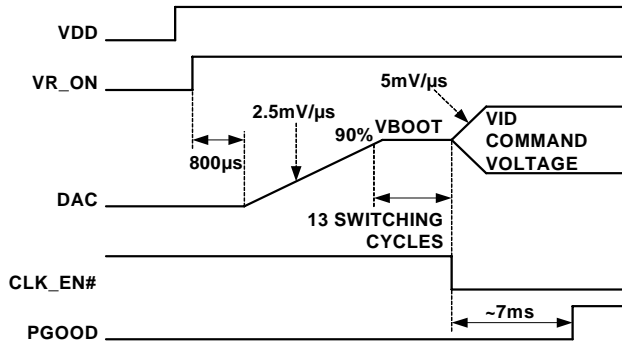 VDD
VR_ON
5mV/µs
2.5mV/µs
90%
VBOOT
VID
COMMAND
VOLTAGE
800µs
DAC
13 SWITCHING
CYCLES
CLK_EN#
~7ms
PGOOD